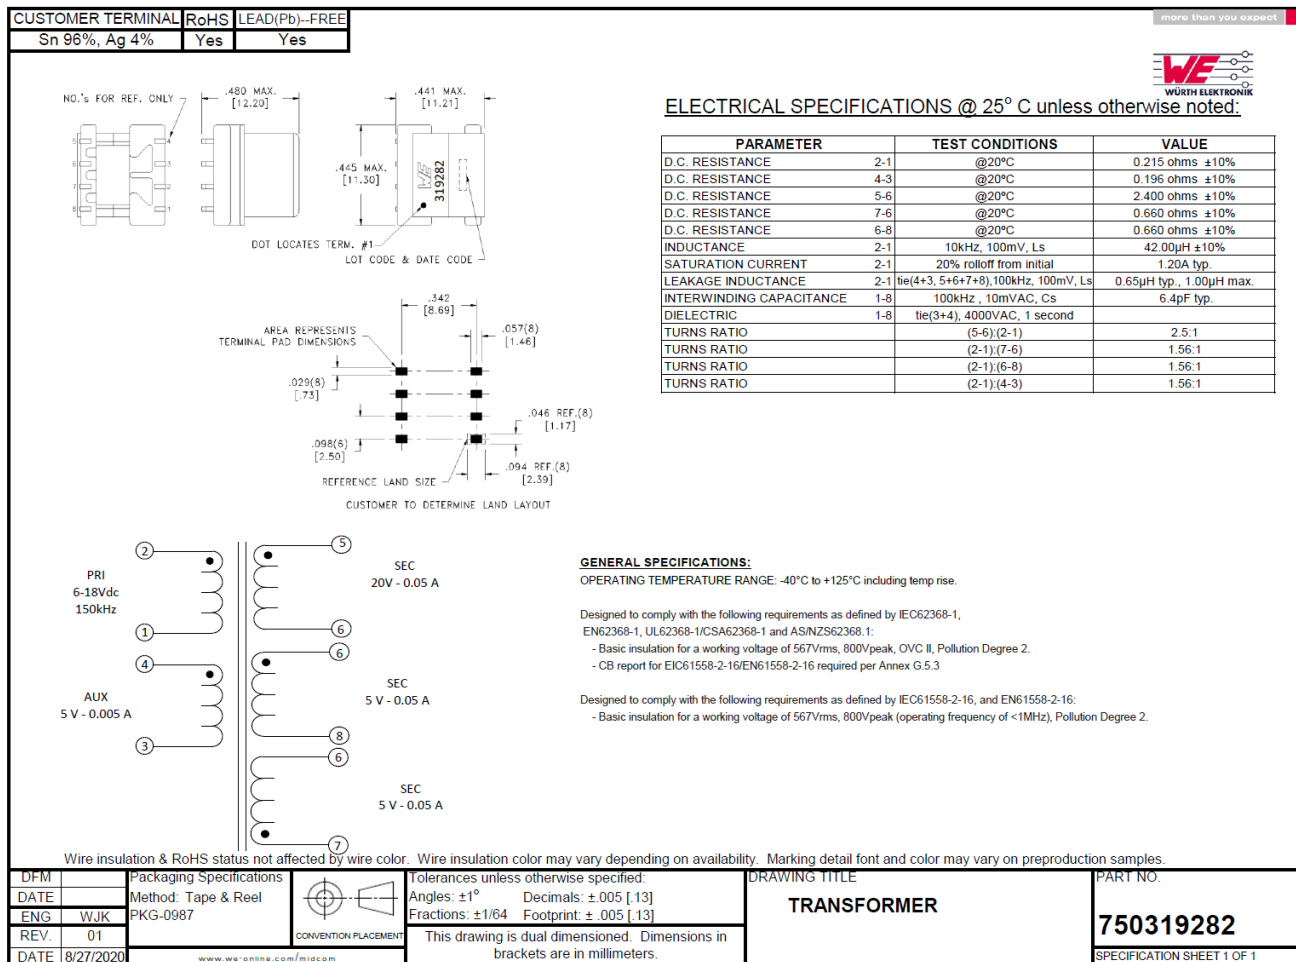 CUSTOMER TERMINAL RoHS LEAD(Pb)--FREE
Sn 96%, Ag 4% Yes Yes
more than you expect
WE
WÜRTH ELEKTRONIK
NO.'s FOR REF. ONLY
.480 MAX.
[12.20]
.441 MAX.
[11.21]
.445 MAX.
[11.30]
5 4
6 3
7 2
8 1
WE 319282
DOT LOCATES TERM. #1
LOT CODE & DATE CODE
ELECTRICAL SPECIFICATIONS @ 25° C unless otherwise noted:
PARAMETER TEST CONDITIONS VALUE
D.C. RESISTANCE 2-1 @20°C 0.215 ohms ±10%
D.C. RESISTANCE 4-3 @20°C 0.196 ohms ±10%
D.C. RESISTANCE 5-6 @20°C 2.400 ohms ±10%
D.C. RESISTANCE 7-6 @20°C 0.660 ohms ±10%
D.C. RESISTANCE 6-8 @20°C 0.660 ohms ±10%
INDUCTANCE 2-1 10kHz, 100mV, Ls 42.00µH ±10%
SATURATION CURRENT 2-1 20% rolloff from initial 1.20A typ.
LEAKAGE INDUCTANCE 2-1 tie(4+3, 5+6+7+8),100kHz, 100mV, Ls 0.65µH typ., 1.00µH max.
INTERWINDING CAPACITANCE 1-8 100kHz , 10mVAC, Cs 6.4pF typ.
DIELECTRIC 1-8 tie(3+4), 4000VAC, 1 second
TURNS RATIO (5-6):(2-1) 2.5:1
TURNS RATIO (2-1):(7-6) 1.56:1
TURNS RATIO (2-1):(6-8) 1.56:1
TURNS RATIO (2-1):(4-3) 1.56:1
.342
[8.69]
AREA REPRESENTS
TERMINAL PAD DIMENSIONS
.057(8)
[1.46]
.029(8)
[.73]
.046 REF.(8)
[1.17]
.098(6)
[2.50]
.094 REF.(8)
[2.39]
REFERENCE LAND SIZE
CUSTOMER TO DETERMINE LAND LAYOUT
2
PRI
6-18Vdc
150kHz
1
4
AUX
5 V - 0.005 A
3
5
SEC
20V - 0.05 A
6
6
SEC
5 V - 0.05 A
8
6
SEC
5 V - 0.05 A
7
GENERAL SPECIFICATIONS:
OPERATING TEMPERATURE RANGE: -40°C to +125°C including temp rise.
Designed to comply with the following requirements as defined by IEC62368-1,
EN62368-1, UL62368-1/CSA62368-1 and AS/NZS62368.1:
- Basic insulation for a working voltage of 567Vrms, 800Vpeak, OVC II, Pollution Degree 2.
- CB report for EIC61558-2-16/EN61558-2-16 required per Annex G.5.3
Designed to comply with the following requirements as defined by IEC61558-2-16, and EN61558-2-16:
- Basic insulation for a working voltage of 567Vrms, 800Vpeak (operating frequency of <1MHz), Pollution Degree 2.
Wire insulation & RoHS status not affected by wire color. Wire insulation color may vary depending on availability. Marking detail font and color may vary on preproduction samples.
DFM
DATE
ENG WJK
REV. 01
DATE 8/27/2020
Packaging Specifications
Method: Tape & Reel
PKG-0987
www.we-online.com/midcom
CONVENTION PLACEMENT
Tolerances unless otherwise specified:
Angles: ±1° Decimals: ±.005 [.13]
Fractions: ±1/64 Footprint: ± .005 [.13]
This drawing is dual dimensioned. Dimensions in
brackets are in millimeters.
DRAWING TITLE
TRANSFORMER
PART NO.
750319282
SPECIFICATION SHEET 1 OF 1